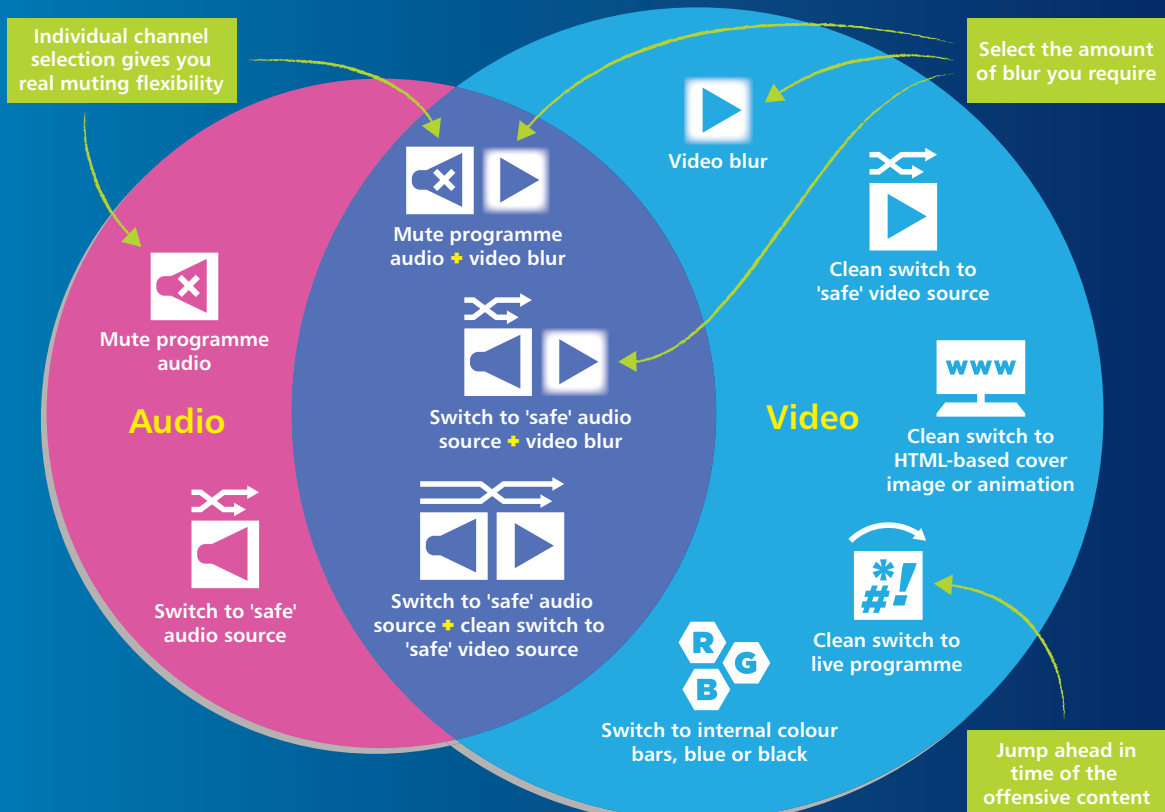 Individual channel
selection gives you
real muting flexibility
Select the amount
of blur you require
Video blur
Mute programme
audio + video blur
Clean switch to
'safe' video source
Mute programme
audio
www
Switch to 'safe' audio
source + video blur
Audio
Video
Clean switch to
HTML-based cover
image or animation
*
#!
Switch to 'safe'
audio source
Switch to 'safe' audio
source + clean switch to
'safe' video source
Clean switch to
live programme
R
G
B
Switch to internal colour
bars, blue or black
Jump ahead in
time of the
offensive content